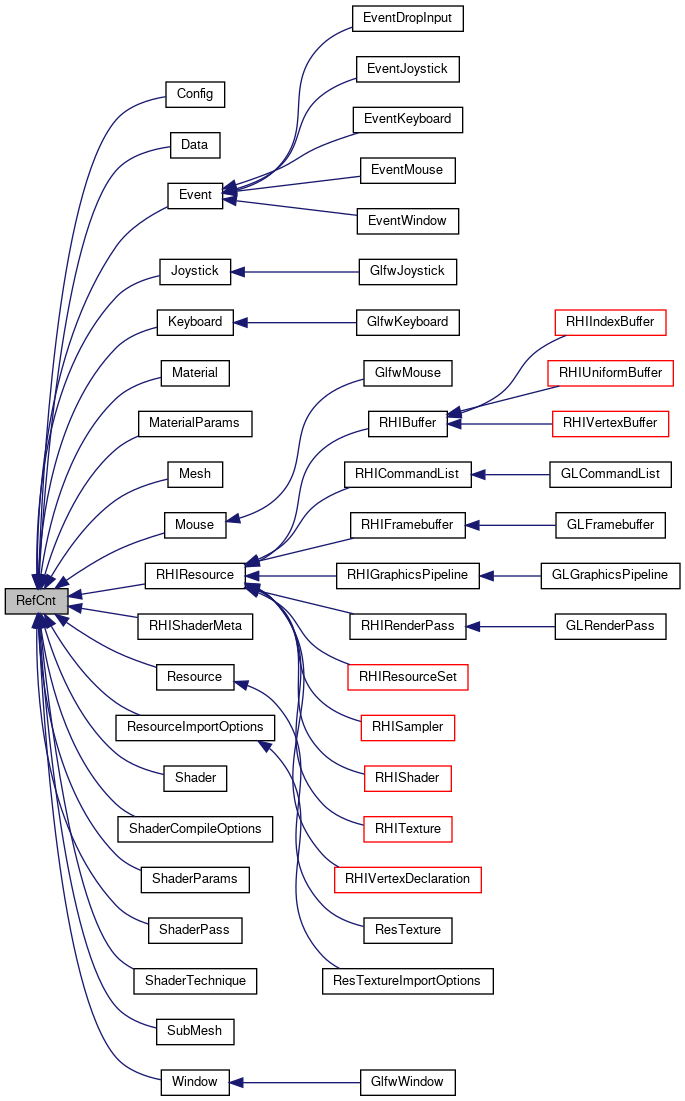 EventDropInput
EventJoystick
Config
EventKeyboard
Data
EventMouse
Event
EventWindow
Joystick
GlfwJoystick
Keyboard
GlfwKeyboard
RHIIndexBuffer
Material
GlfwMouse
RHIUniformBuffer
MaterialParams
RHIBuffer
RHIVertexBuffer
Mesh
RHICommandList
GLCommandList
Mouse
RHIFramebuffer
GLFramebuffer
RHIResource
RHIGraphicsPipeline
GLGraphicsPipeline
RefCnt
RHIShaderMeta
RHIRenderPass
GLRenderPass
Resource
RHIResourceSet
ResourceImportOptions
RHISampler
Shader
RHIShader
ShaderCompileOptions
RHITexture
ShaderParams
RHIVertexDeclaration
ShaderPass
ResTexture
ShaderTechnique
ResTextureImportOptions
SubMesh
Window
GlfwWindow